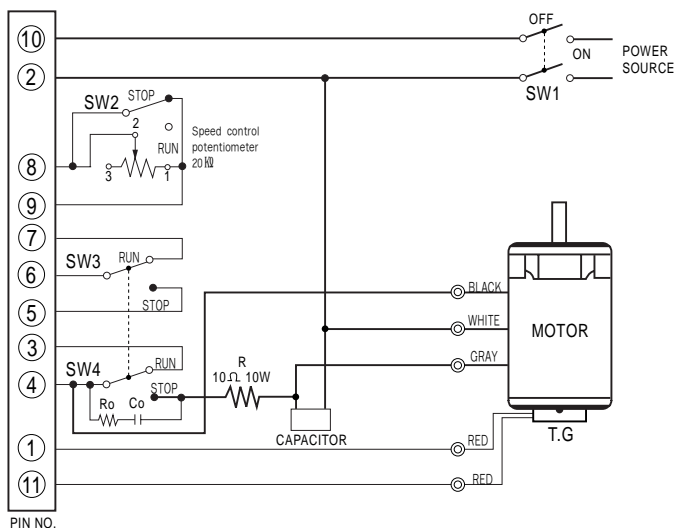 OFF
10
ON
POWER
SOURCE
2
SW1
SW2
STOP
2
RUN
Speed control
potentiometer
20 KΩ
8
3
1
9
7
SW3
RUN
6
STOP
5
BLACK
WHITE
MOTOR
3
SW4
RUN
R
10Ω 10W
GRAY
4
STOP
Ro
Co
CAPACITOR
T.G
1
RED
11
RED
PIN NO.